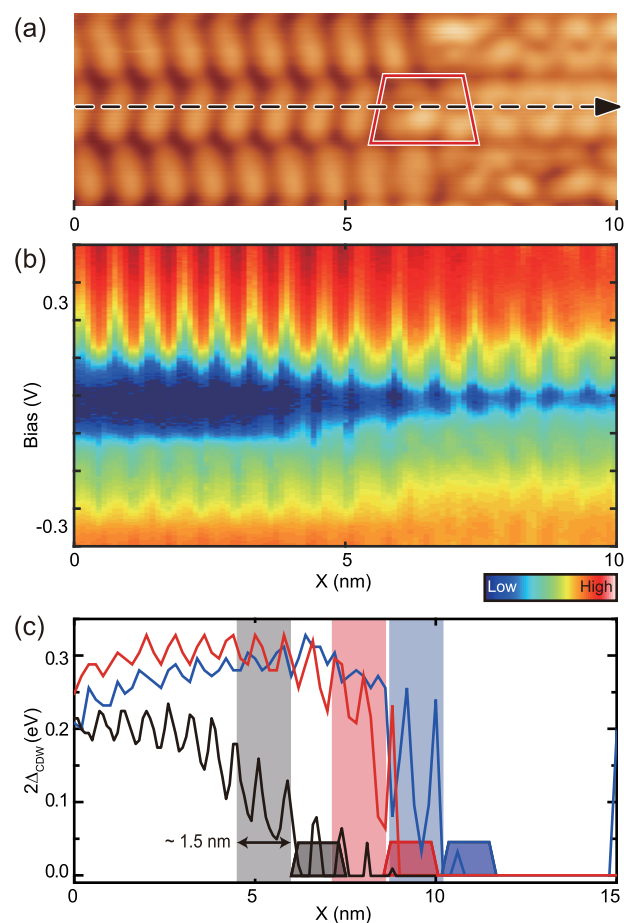 (a)
0 5 10
(b)
0.3
Bias (V)
-0.3
0 5 10
X (nm)
Low High
(c)
0.3
0.2
2Δ_CDW (eV)
0.1
~ 1.5 nm
0.0
0 5 10 15
X (nm)